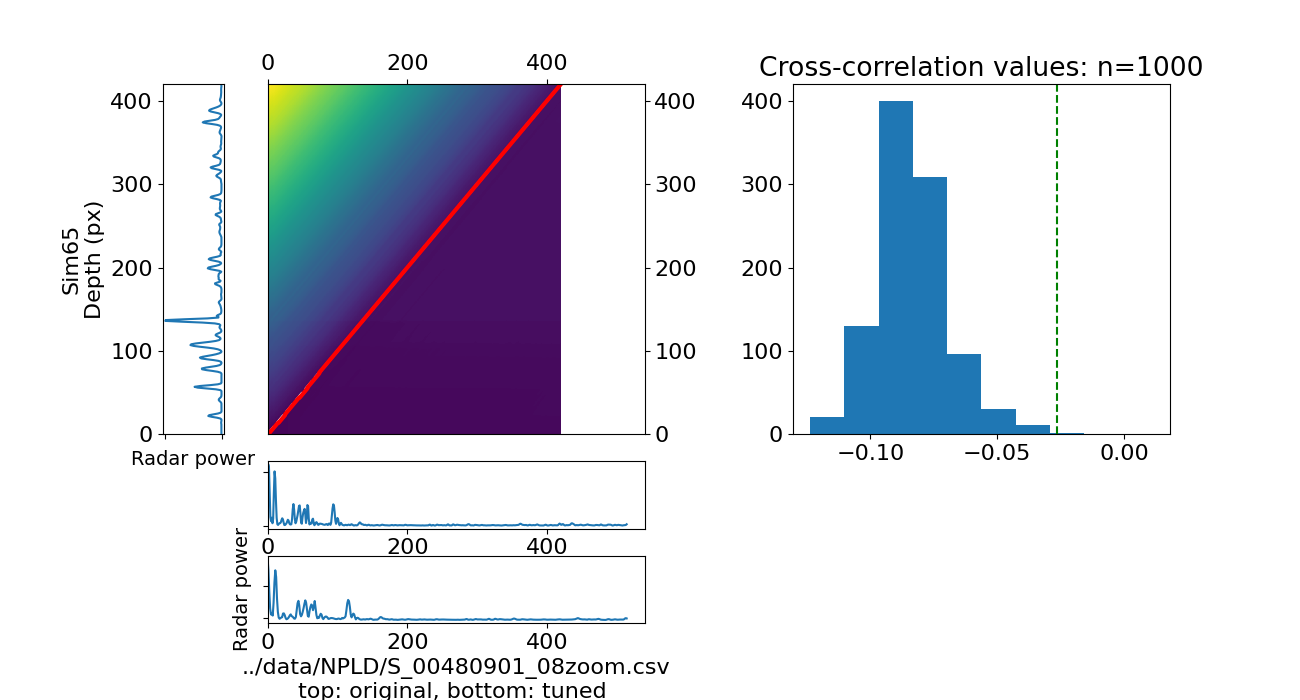 0 200 400
Cross-correlation values: n=1000
400
300
200
100
0
Sim65
Depth (px)
Radar power
400
300
200
100
0
400
300
200
100
0
−0.10 −0.05 0.00
0 200 400
Radar power
0 200 400
../data/NPLD/S_00480901_08zoom.csv
top: original, bottom: tuned